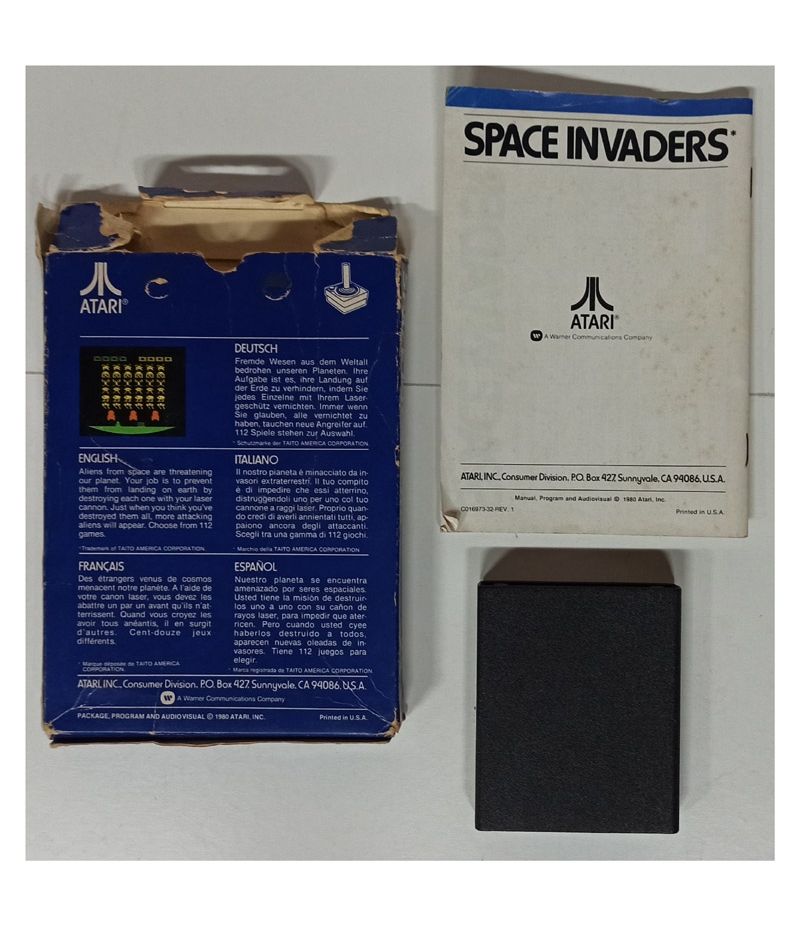 ATARI®
DEUTSCH
Fremde Wesen aus dem Weltall
bedrohen unseren Planeten. Ihre
Aufgabe ist es, ihre Landung auf
der Erde zu verhindern, indem Sie
jedes Einzelne mit Ihrem Laser-
geschütz vernichten. Immer wenn
Sie glauben, alle vernichtet zu
haben, tauchen neue Angreifer auf.
112 Spiele stehen zur Auswahl.
* Schutzmarke der TAITO AMERICA CORPORATION.
ENGLISH
Aliens from space are threatening
our planet. Your job is to prevent
them from landing on earth by
destroying each one with your laser
cannon. Just when you think you've
destroyed them all, more attacking
aliens will appear. Choose from 112
games.
*Trademark of TAITO AMERICA CORPORATION.
ITALIANO
Il nostro pianeta è minacciato da in-
vasori extraterrestri. Il tuo compito
è di impedire che essi atterrino,
distruggèndoli uno per uno col tuo
cannone a raggi laser. Proprio quan-
do credi di averli annientati tutti, ap-
paiono ancora degli attaccanti.
Scegli tra una gamma di 112 giochi.
* Marchio della TAITO AMERICA CORPORATION
FRANÇAIS
Des étrangers venus de cosmos
menacent notre planète. A l'aide de
votre canon laser, vous devez les
abattre un par un avant qu'ils n'at-
terrissent. Quand vous croyez les
avoir tous anéantis, il en surgit
d'autres. Cent-douze jeux
différents.
* Marque déposée de TAITO AMERICA
CORPORATION.
ESPAÑOL
Nuestro planeta se encuentra
amenazado por seres espaciales.
Usted tiene la misión de destruir-
los uno a uno con su cañon de
rayos laser, para impedir que ater-
ricen. Pero cuando usted cyee
haberlos destruido a todos,
aparecen nuevas oleadas de in-
vasores. Tiene 112 juegos para
elegir.
* Marca registrada de TAITO AMERICA CORPORATION.
ATARI, INC., Consumer Division, P.O. Box 427, Sunnyvale, CA 94086, U.S.A.
W A Warner Communications Company
PACKAGE, PROGRAM AND AUDIOVISUAL © 1980 ATARI, INC.
Printed in U.S.A.
SPACE INVADERS*
ATARI®
W A Warner Communications Company
ATARI, INC., Consumer Division, P.O. Box 427, Sunnyvale, CA 94086, U.S.A.
Manual, Program and Audiovisual © 1980 Atari, Inc.
C016973-32-REV. 1
Printed in U.S.A.